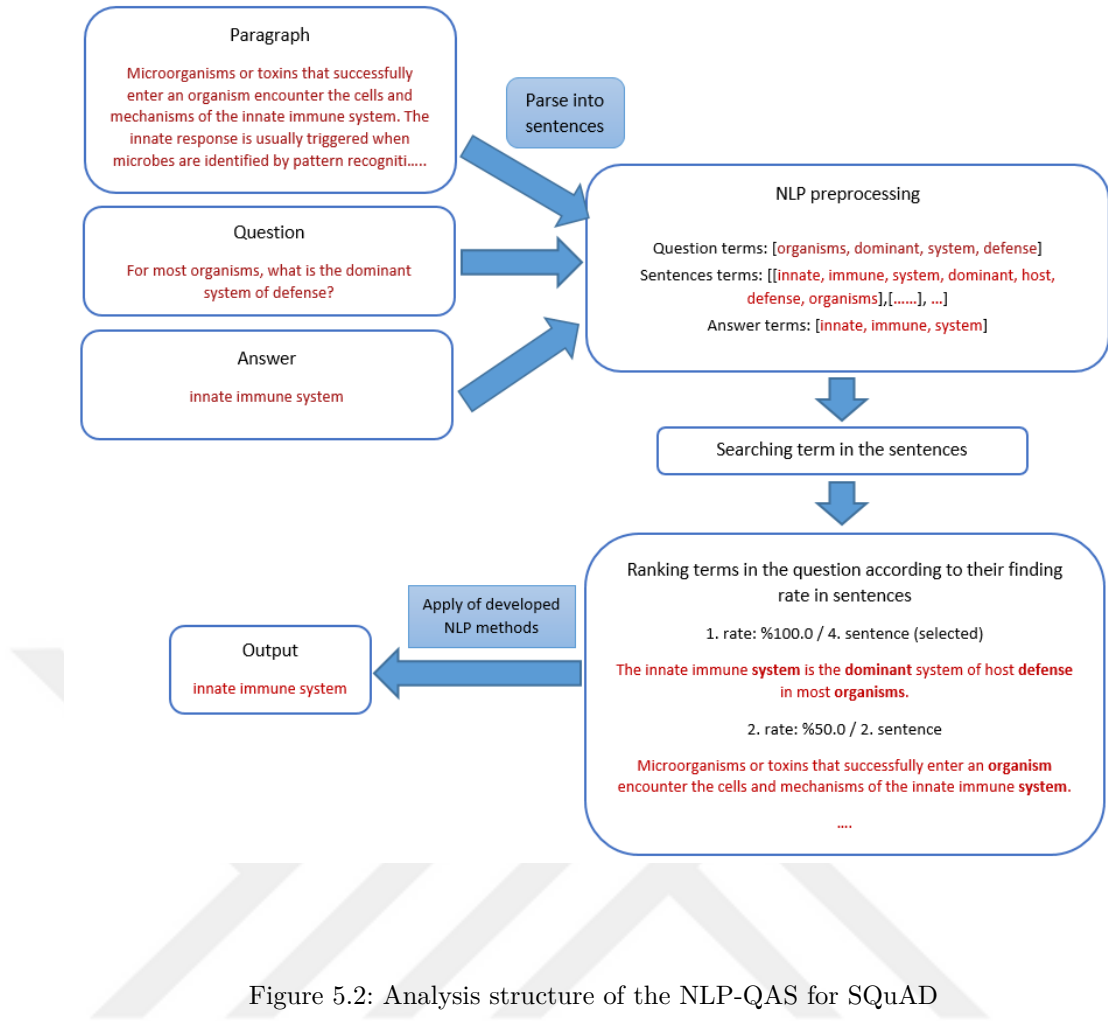 Paragraph
Microorganisms or toxins that successfully
enter an organism encounter the cells and
mechanisms of the innate immune system. The
innate response is usually triggered when
microbes are identified by pattern recogniti…..
Parse into
sentences
Question
For most organisms, what is the dominant
system of defense?
Answer
innate immune system
NLP preprocessing
Question terms: [organisms, dominant, system, defense]
Sentences terms: [[innate, immune, system, dominant, host,
defense, organisms],[……], …]
Answer terms: [innate, immune, system]
Searching term in the sentences
Ranking terms in the question according to their finding
rate in sentences
1. rate: %100.0 / 4. sentence (selected)
The innate immune system is the dominant system of host defense
in most organisms.
2. rate: %50.0 / 2. sentence
Microorganisms or toxins that successfully enter an organism
encounter the cells and mechanisms of the innate immune system.
….
Apply of developed
NLP methods
Output
innate immune system
Figure 5.2: Analysis structure of the NLP-QAS for SQuAD